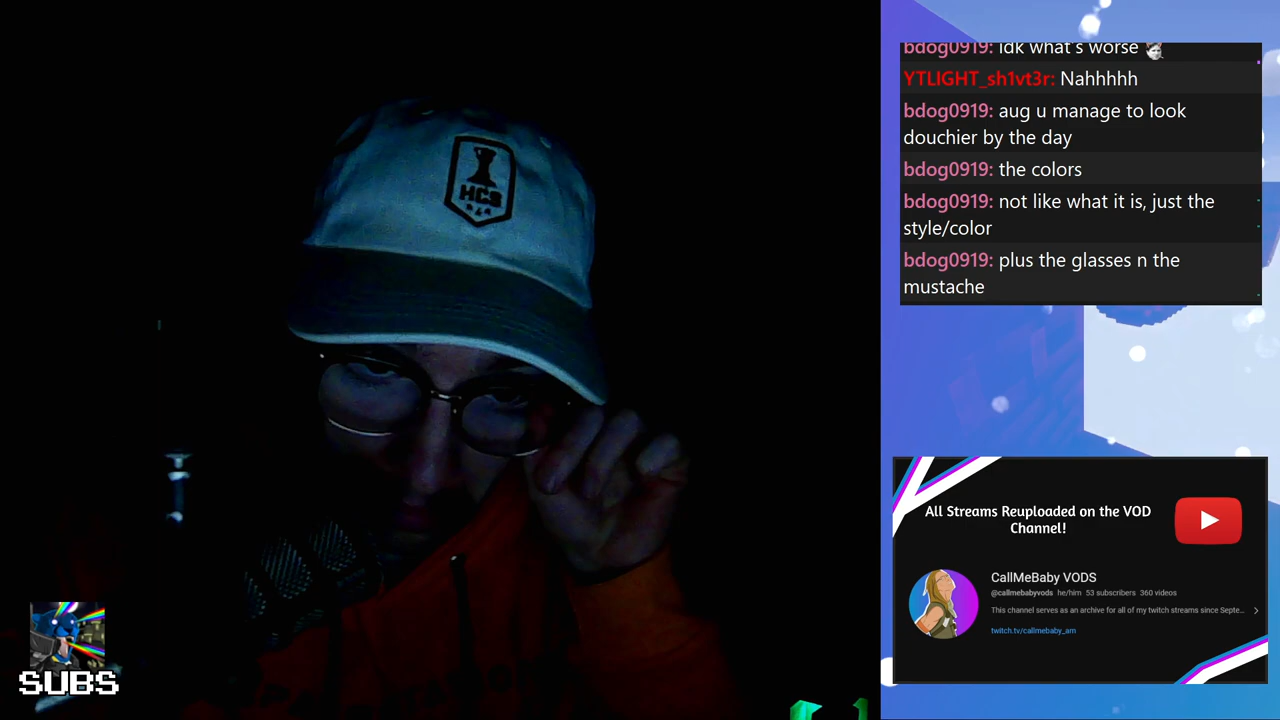 bdog0919: idk what's worse
YTLIGHT_sh1vt3r: Nahhhhh
bdog0919: aug u manage to look
douchier by the day
bdog0919: the colors
bdog0919: not like what it is, just the
style/color
bdog0919: plus the glasses n the
mustache
HCS
All Streams Reuploaded on the VOD
Channel!
CallMeBaby VODS
@callmebabyvods he/him 53 subscribers 360 videos
This channel serves as an archive for all of my twitch streams since Septe...
twitch.tv/callmebaby_am
SUBS